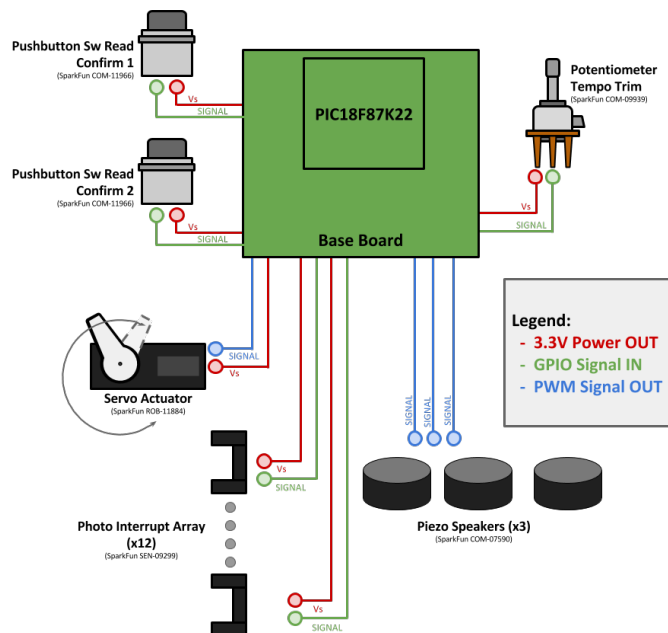 Pushbutton Sw Read
Confirm 1
(SparkFun COM-11966)
Vs
SIGNAL
PIC18F87K22
Potentiometer
Tempo Trim
(SparkFun COM-09939)
Pushbutton Sw Read
Confirm 2
(SparkFun COM-11966)
Vs
SIGNAL
Base Board
Vs
SIGNAL
Legend:
- 3.3V Power OUT
- GPIO Signal IN
- PWM Signal OUT
SIGNAL
Vs
Servo Actuator
(SparkFun ROB-11884)
SIGNAL
SIGNAL
SIGNAL
Vs
SIGNAL
Photo Interrupt Array
(x12)
(SparkFun SEN-09299)
Piezo Speakers (x3)
(SparkFun COM-07590)
Vs
SIGNAL